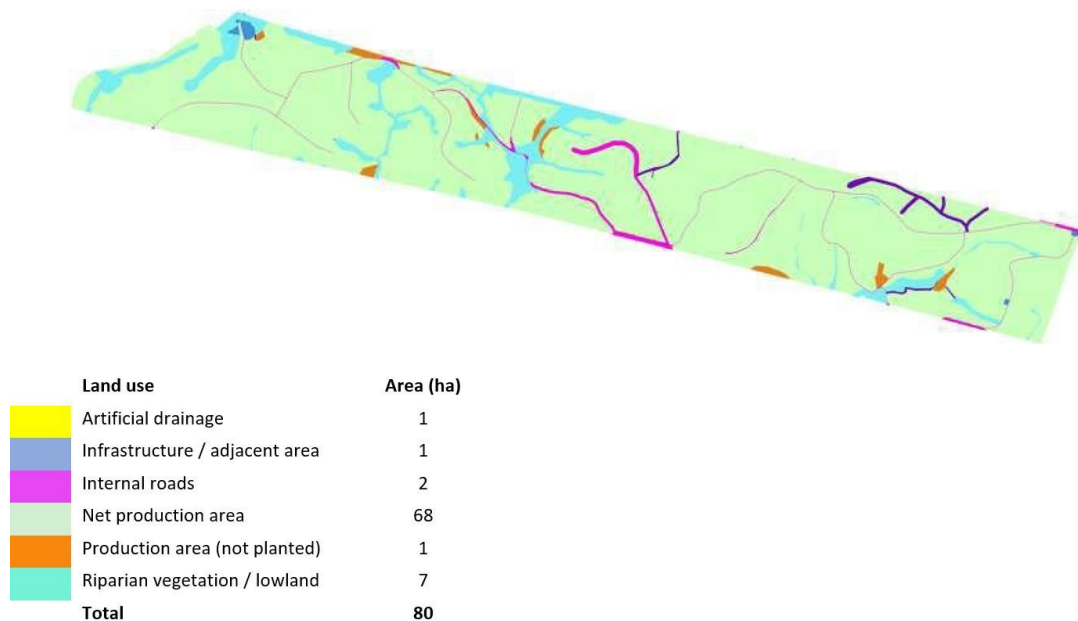 Land use Area (ha)
Artificial drainage 1
Infrastructure / adjacent area 1
Internal roads 2
Net production area 68
Production area (not planted) 1
Riparian vegetation / lowland 7
Total 80